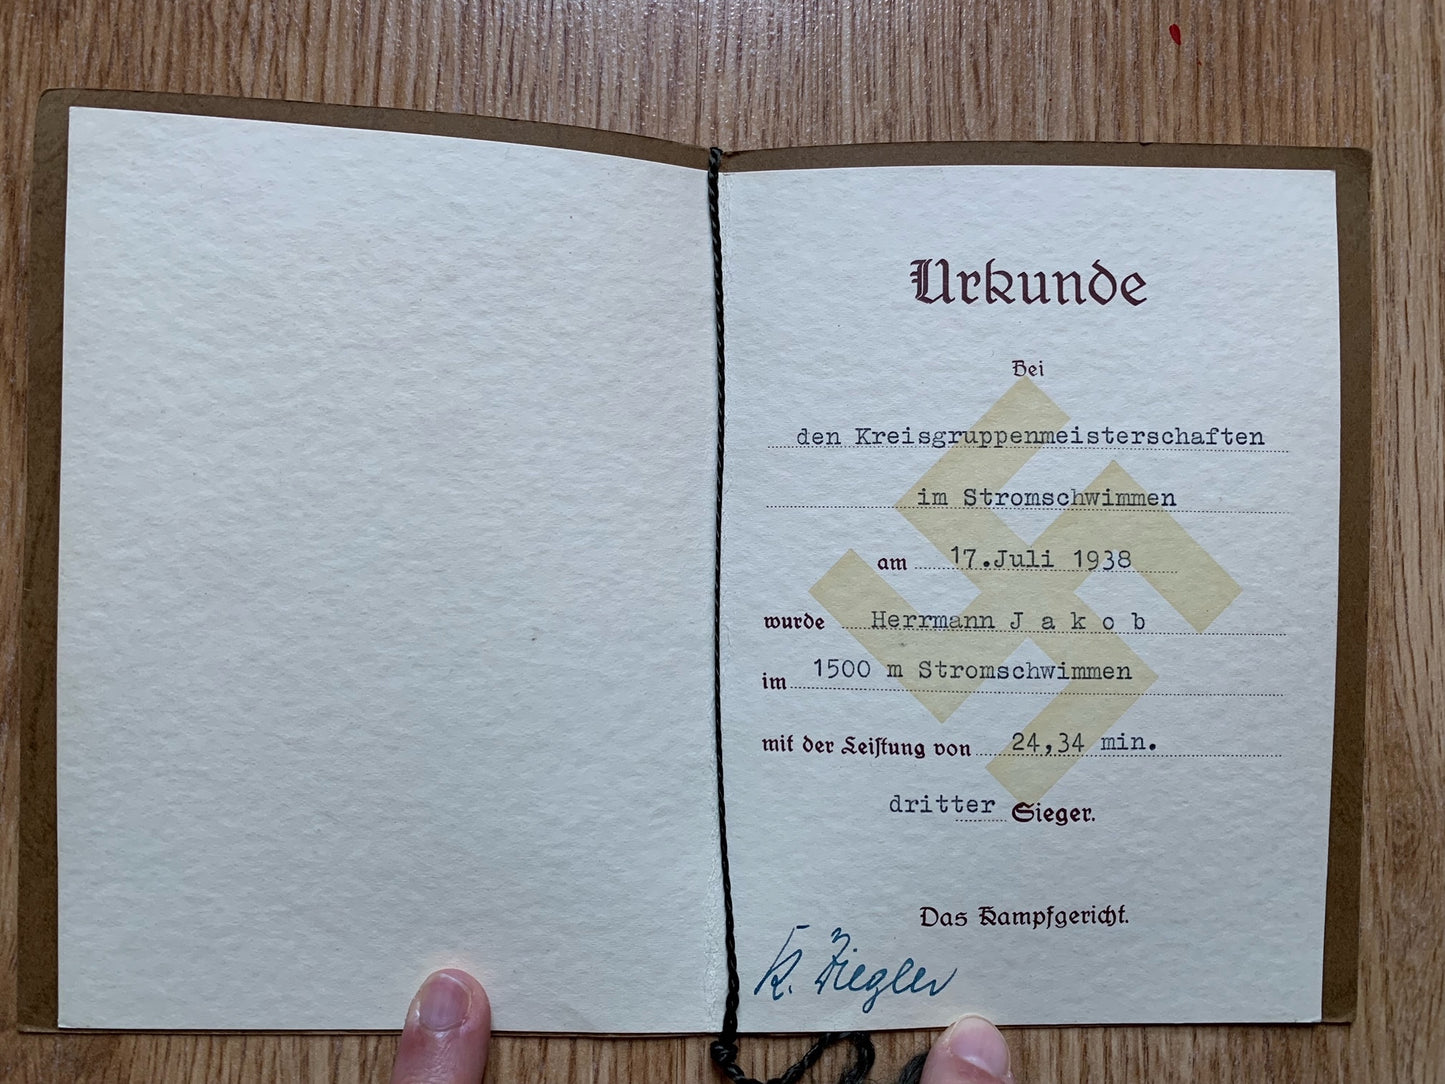 Urkunde
Bei
den Kreisgruppenmeisterschaften
im Stromschwimmen
am 17.Juli 1938
wurde Herrmann J a k o b
im 1500 m Stromschwimmen
mit der Leiſtung von 24,34 min.
dritter Sieger.
Das Kampfgericht.
K. Ziegler